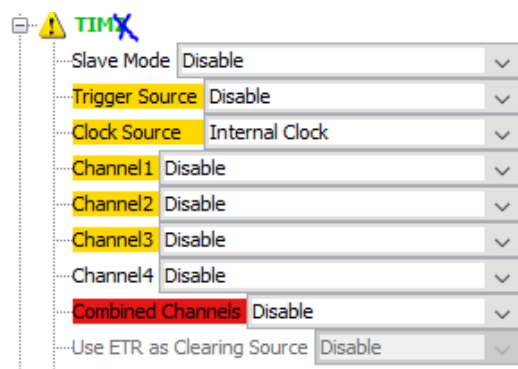 TIM
Slave Mode Disable
Trigger Source Disable
Clock Source Internal Clock
Channel1 Disable
Channel2 Disable
Channel3 Disable
Channel4 Disable
Combined Channels Disable
Use ETR as Clearing Source Disable